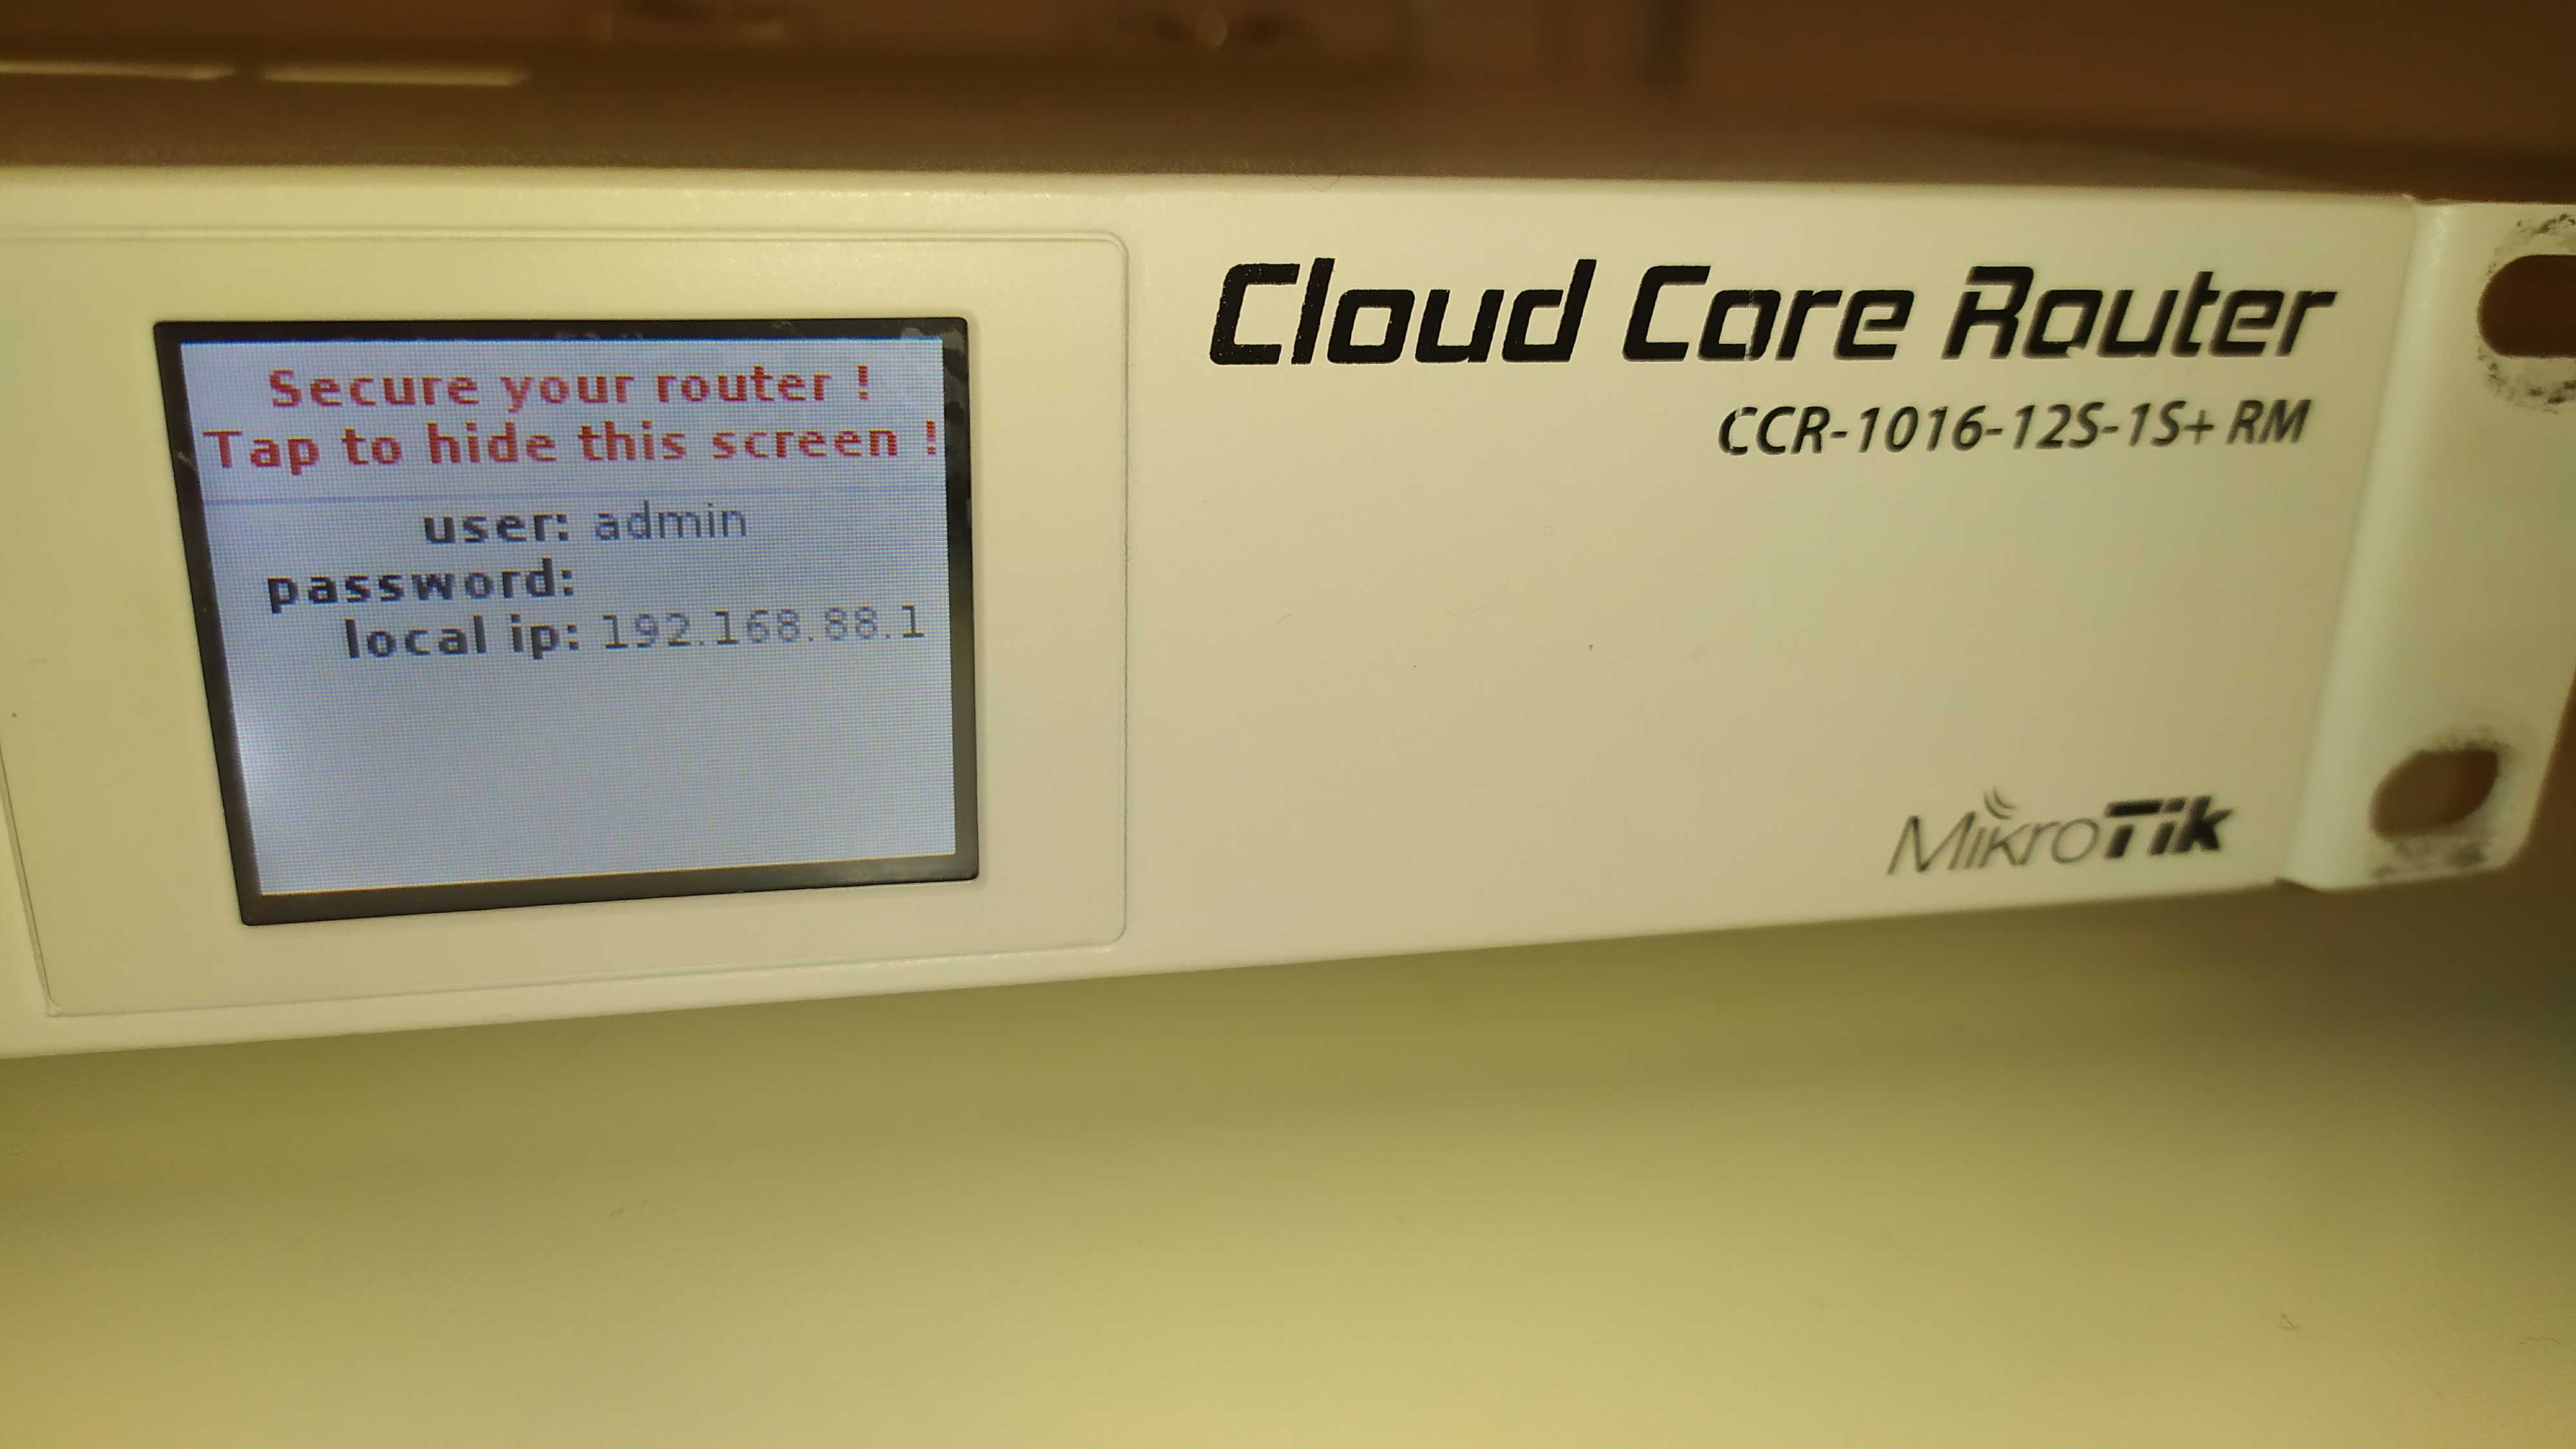 Secure your router !
Tap to hide this screen !
user: admin
password:
local ip: 192.168.88.1
Cloud Core Router
CCR-1016-12S-1S+ RM
MikroTik